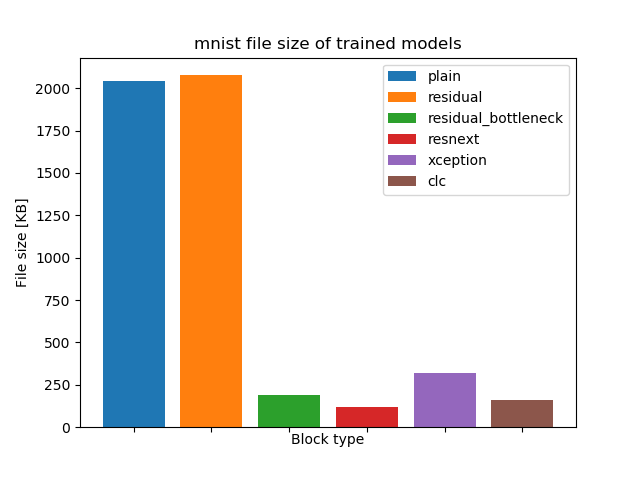 mnist file size of trained models
File size [KB]
2000
1750
1500
1250
1000
750
500
250
0
plain
residual
residual_bottleneck
resnext
xception
clc
Block type